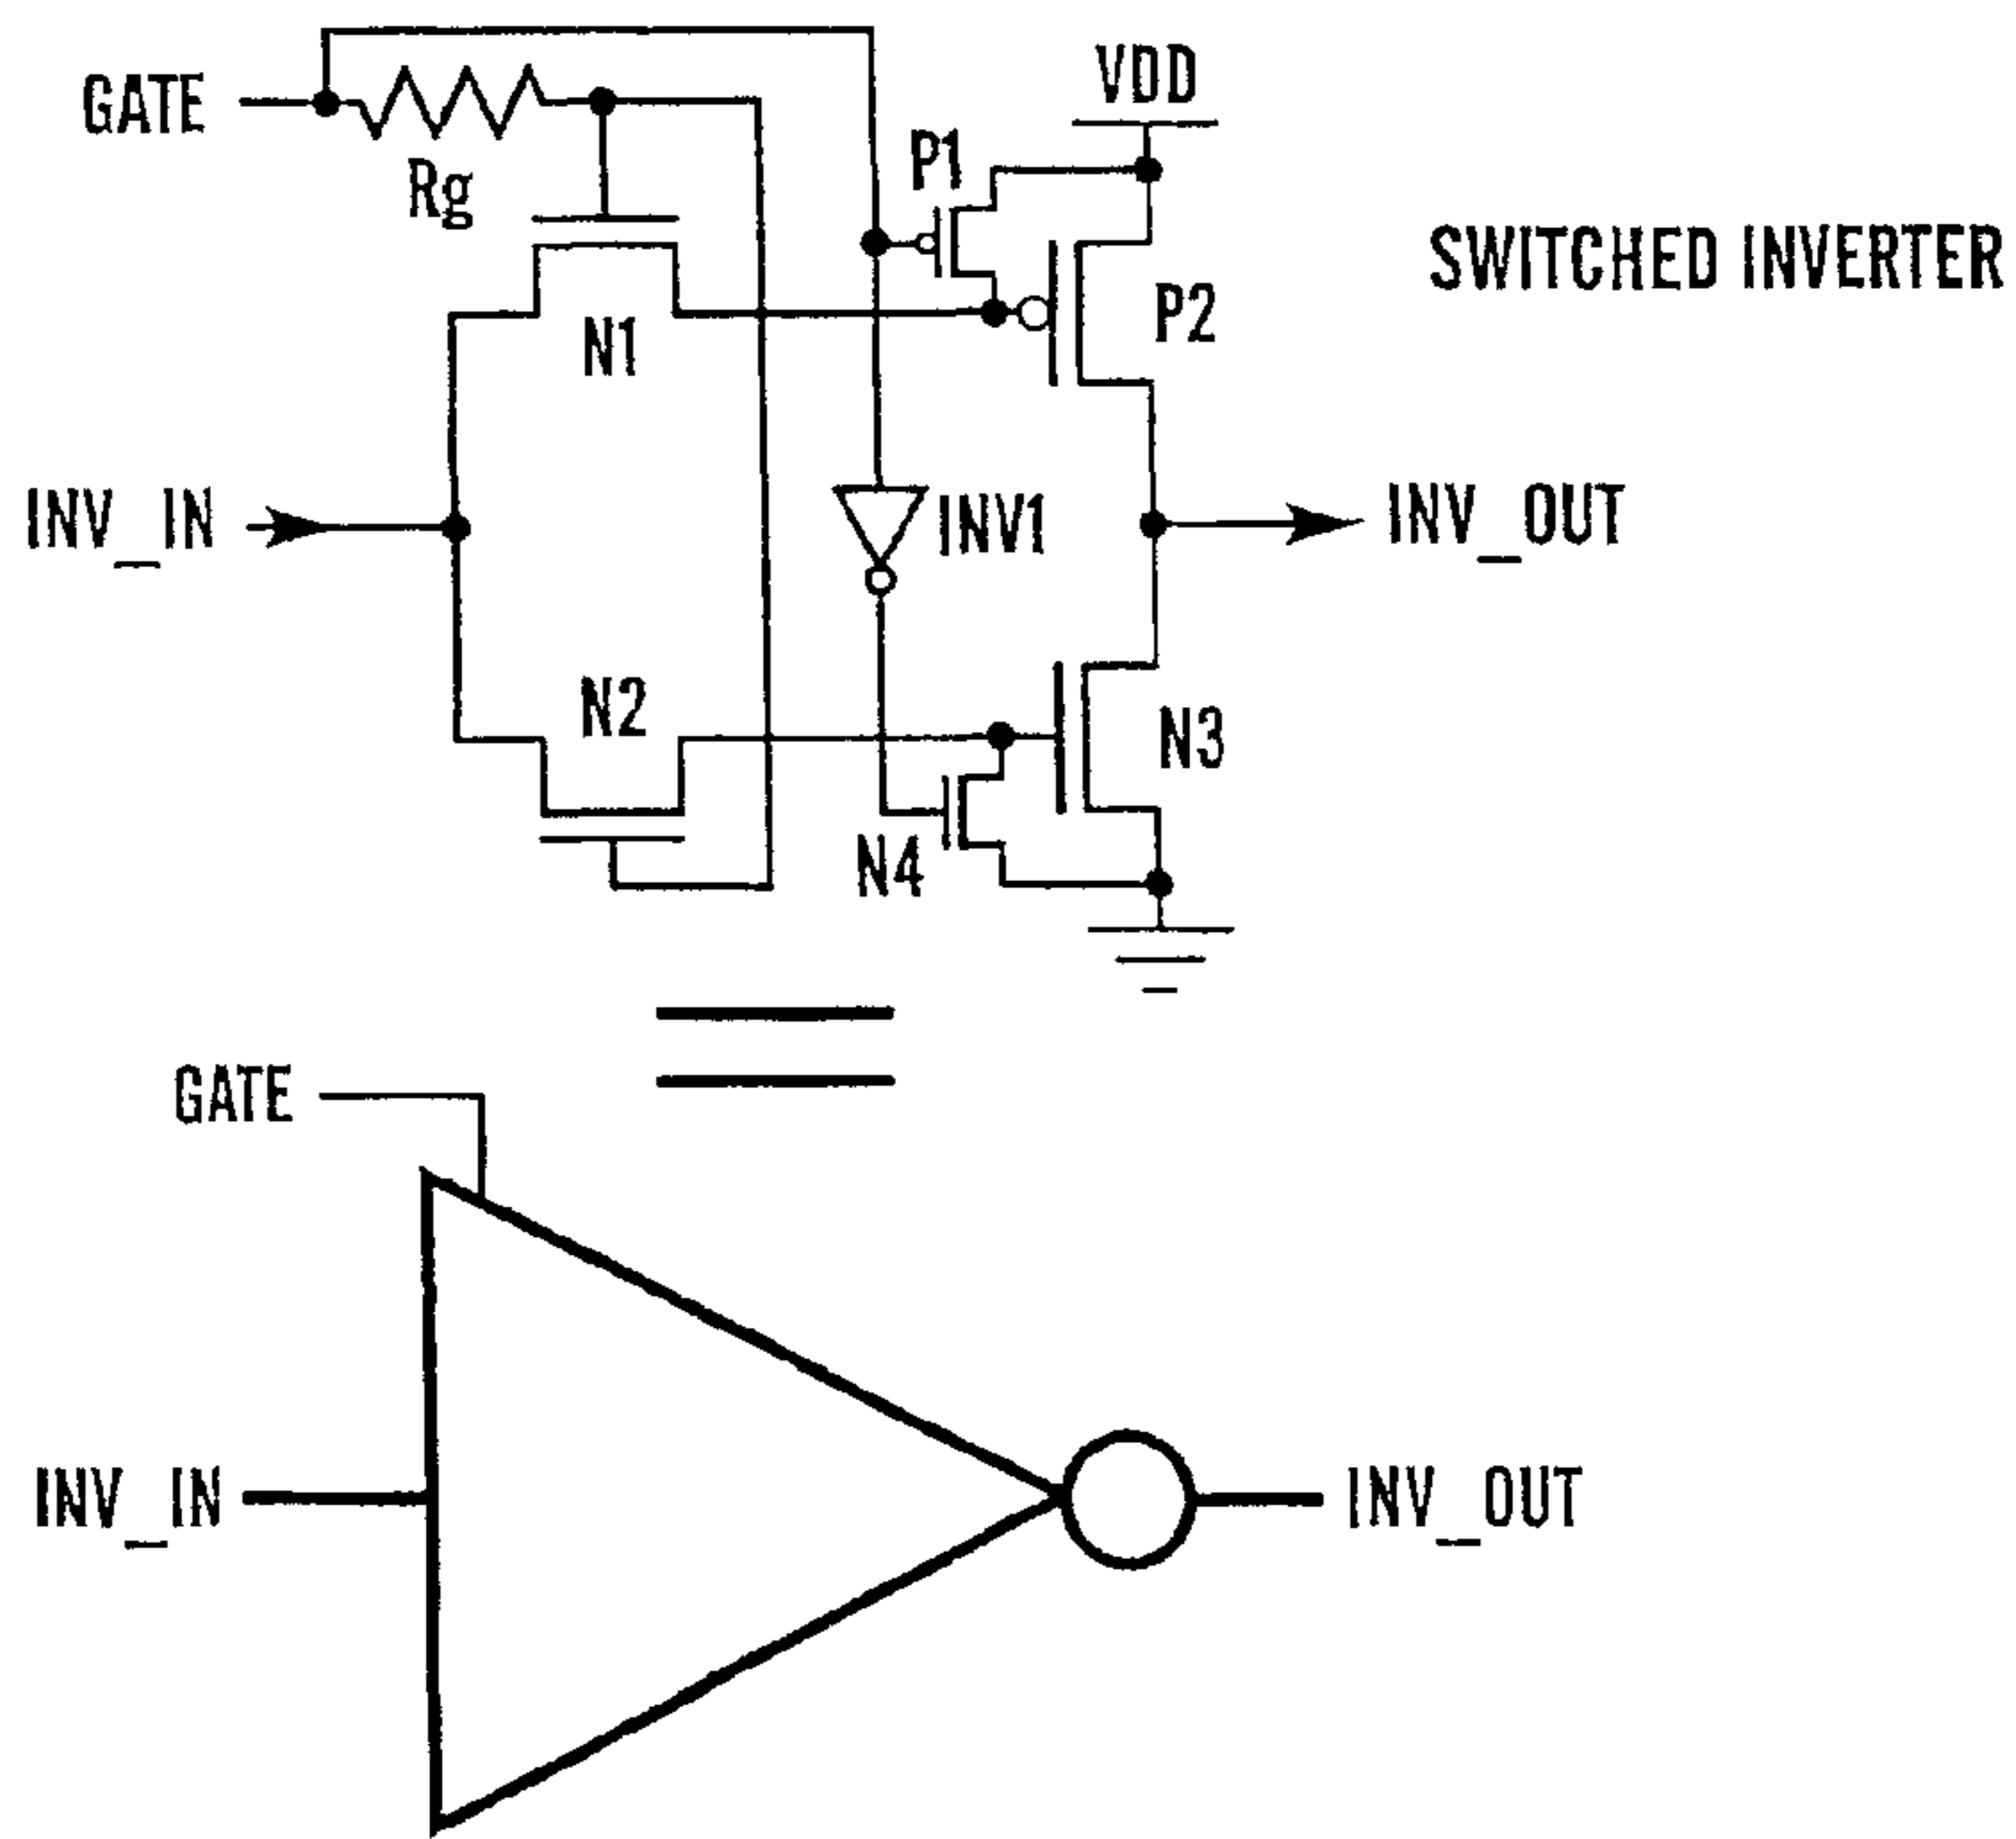 GATE
Rg
VDD
P1
SWITCHED INVERTER
P2
N1
INV_IN
INV1
INV_OUT
N2
N3
N4
GATE
INV_IN
INV_OUT